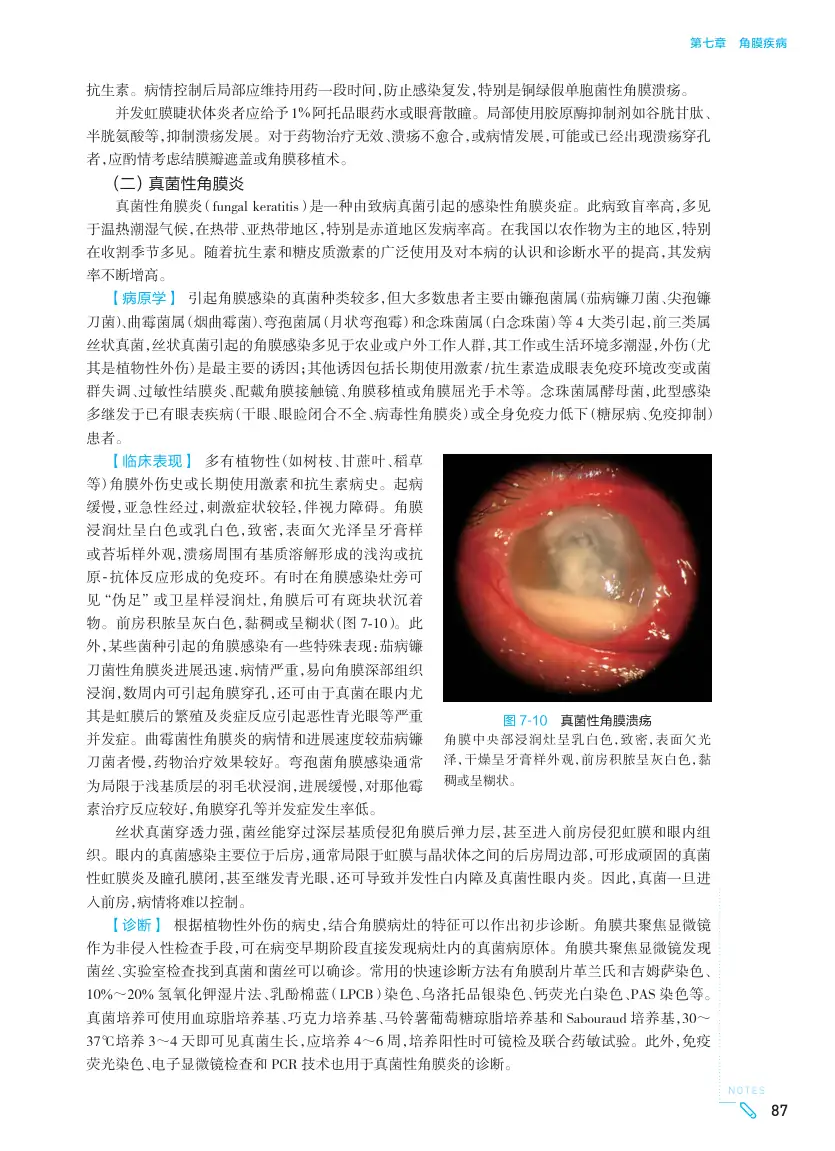 第七章 角膜疾病
抗生素。病情控制后局部应维持用药一段时间,防止感染复发,特别是铜绿假单胞菌性角膜溃疡。
并发虹膜睫状体炎者应给予1%阿托品眼药水或眼膏散瞳。局部使用胶原酶抑制剂如谷胱甘肽、
半胱氨酸等,抑制溃疡发展。对于药物治疗无效、溃疡不愈合,或病情发展,可能或已经出现溃疡穿孔
者,应酌情考虑结膜瓣遮盖或角膜移植术。
(二)真菌性角膜炎
真菌性角膜炎(fungal keratitis)是一种由致病真菌引起的感染性角膜炎症。此病致盲率高,多见
于温热潮湿气候,在热带、亚热带地区,特别是赤道地区发病率高。在我国以农作物为主的地区,特别
在收割季节多见。随着抗生素和糖皮质激素的广泛使用及对本病的认识和诊断水平的提高,其发病
率不断增高。
【病原学】 引起角膜感染的真菌种类较多,但大多数患者主要由镰孢菌属(茄病镰刀菌、尖孢镰
刀菌)、曲霉菌属(烟曲霉菌)、弯孢菌属(月状弯孢霉)和念珠菌属(白念珠菌)等4大类引起,前三类属
丝状真菌,丝状真菌引起的角膜感染多见于农业或户外工作人群,其工作或生活环境多潮湿,外伤(尤
其是植物性外伤)是最主要的诱因;其他诱因包括长期使用激素/抗生素造成眼表免疫环境改变或菌
群失调、过敏性结膜炎、配戴角膜接触镜、角膜移植或角膜屈光手术等。念珠菌属酵母菌,此型感染
多继发于已有眼表疾病(干眼、眼睑闭合不全、病毒性角膜炎)或全身免疫力低下(糖尿病、免疫抑制)
患者。
【临床表现】 多有植物性(如树枝、甘蔗叶、稻草
等)角膜外伤史或长期使用激素和抗生素病史。起病
缓慢,亚急性经过,刺激症状较轻,伴视力障碍。角膜
浸润灶呈白色或乳白色,致密,表面欠光泽呈牙膏样
或苔垢样外观,溃疡周围有基质溶解形成的浅沟或抗
原-抗体反应形成的免疫环。有时在角膜感染灶旁可
见“伪足”或卫星样浸润灶,角膜后可有斑块状沉着
物。前房积脓呈灰白色,黏稠或呈糊状(图7-10)。此
外,某些菌种引起的角膜感染有一些特殊表现:茄病镰
刀菌性角膜炎进展迅速,病情严重,易向角膜深部组织
浸润,数周内可引起角膜穿孔,还可由于真菌在眼内尤
其是虹膜后的繁殖及炎症反应引起恶性青光眼等严重
并发症。曲霉菌性角膜炎的病情和进展速度较茄病镰
刀菌者慢,药物治疗效果较好。弯孢菌角膜感染通常
为局限于浅基质层的羽毛状浸润,进展缓慢,对那他霉
素治疗反应较好,角膜穿孔等并发症发生率低。
图7-10 真菌性角膜溃疡
角膜中央部浸润灶呈乳白色,致密,表面欠光
泽,干燥呈牙膏样外观,前房积脓呈灰白色,黏
稠或呈糊状。
丝状真菌穿透力强,菌丝能穿过深层基质侵犯角膜后弹力层,甚至进入前房侵犯虹膜和眼内组
织。眼内的真菌感染主要位于后房,通常局限于虹膜与晶状体之间的后房周边部,可形成顽固的真菌
性虹膜炎及瞳孔膜闭,甚至继发青光眼,还可导致并发性白内障及真菌性眼内炎。因此,真菌一旦进
入前房,病情将难以控制。
【诊断】 根据植物性外伤的病史,结合角膜病灶的特征可以作出初步诊断。角膜共聚焦显微镜
作为非侵入性检查手段,可在病变早期阶段直接发现病灶内的真菌病原体。角膜共聚焦显微镜发现
菌丝、实验室检查找到真菌和菌丝可以确诊。常用的快速诊断方法有角膜刮片革兰氏和吉姆萨染色、
10%～20%氢氧化钾湿片法、乳酚棉蓝(LPCB)染色、乌洛托品银染色、钙荧光白染色、PAS染色等。
真菌培养可使用血琼脂培养基、巧克力培养基、马铃薯葡萄糖琼脂培养基和Sabouraud培养基,30～
37℃培养3～4天即可见真菌生长,应培养4～6周,培养阳性时可镜检及联合药敏试验。此外,免疫
荧光染色、电子显微镜检查和PCR技术也用于真菌性角膜炎的诊断。
NOTES
87